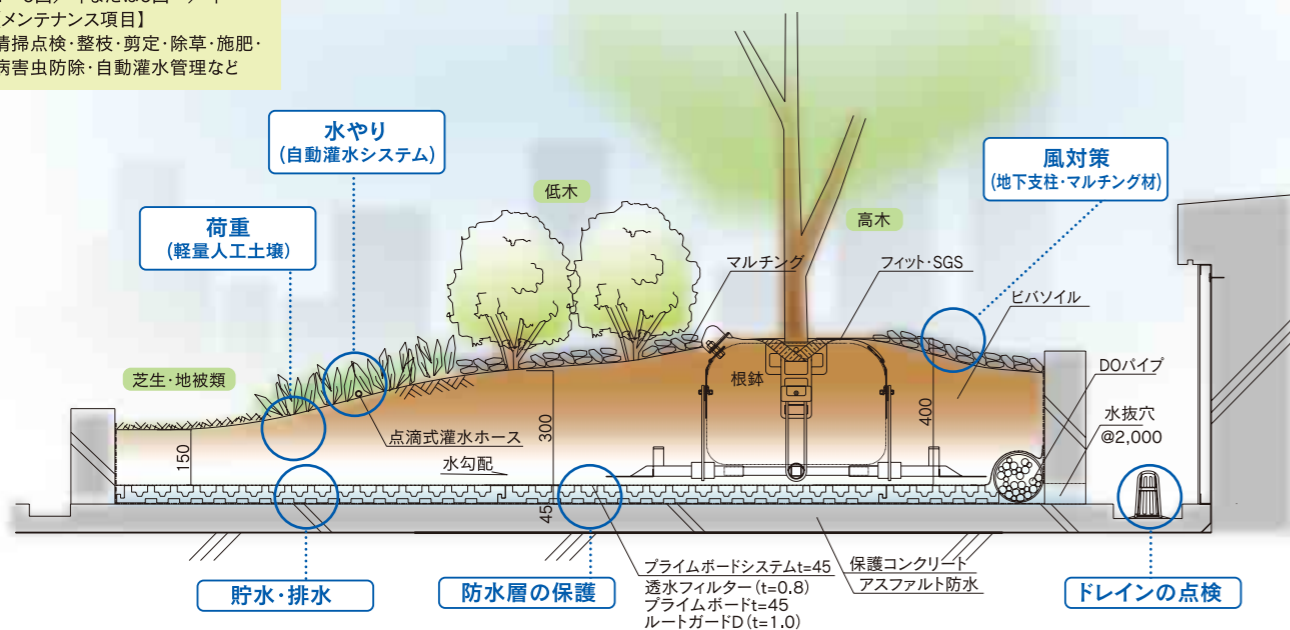 【メンテナンス項目】
清掃点検・整枝・剪定・除草・施肥・
病害虫防除・自動灌水管理など
水やり
(自動灌水システム)
風対策
(地下支柱・マルチング材)
低木
高木
荷重
(軽量人工土壌)
マルチング
フィット・SGS
ビバソイル
芝生・地被類
根鉢
DOパイプ
水抜穴
@2,000
点滴式灌水ホース
水勾配
150
300
400
45
プライムボードシステムt=45
透水フィルター(t=0.8)
プライムボードt=45
ルートガードD(t=1.0)
保護コンクリート
アスファルト防水
貯水・排水
防水層の保護
ドレインの点検